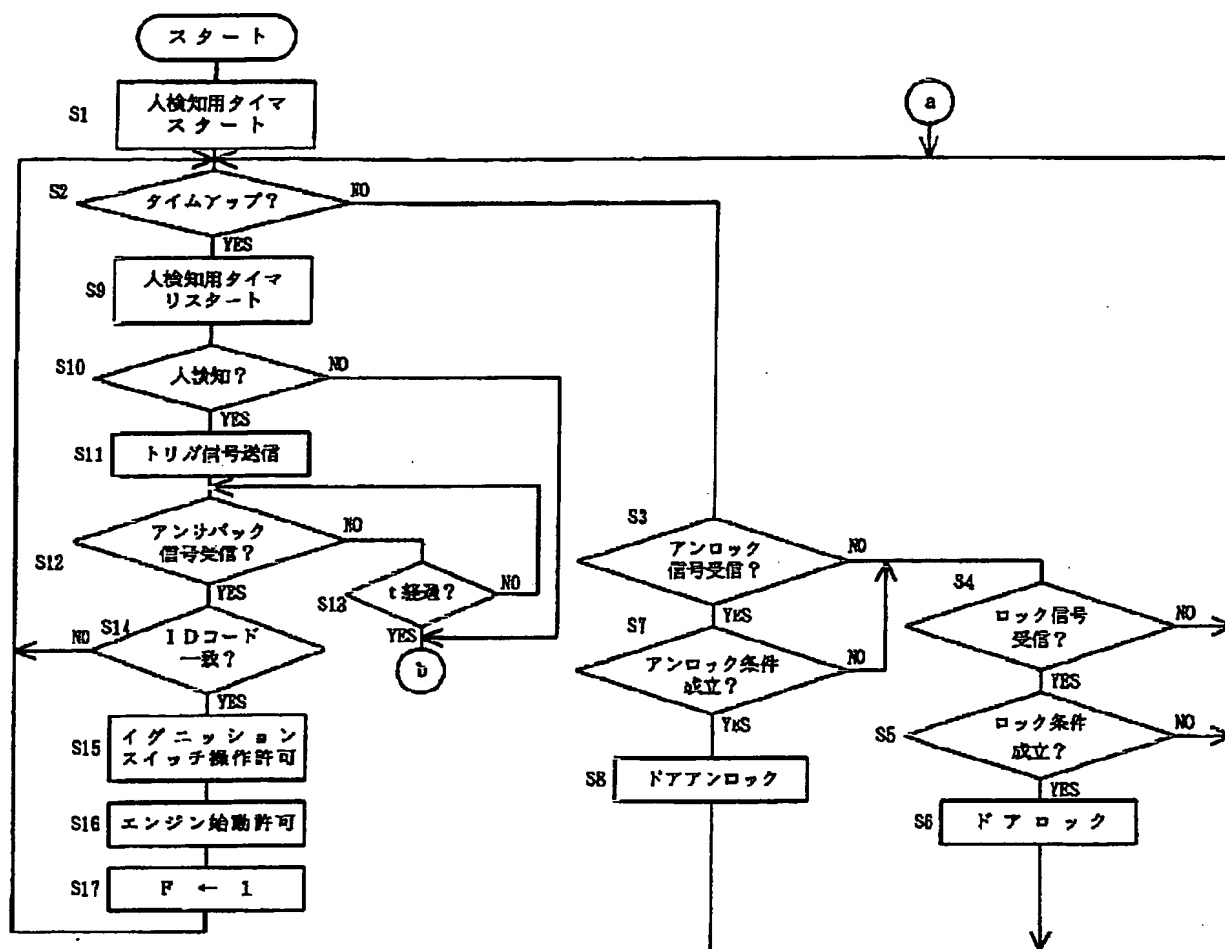 スタート
S1
人検知用タイマ
スタート
a
S2
タイムアップ?
NO
YES
S9
人検知用タイマ
リスタート
S10
人検知?
NO
YES
S11
トリガ信号送信
S12
アンサバック
信号受信?
NO
YES
S13
t経過?
NO
YES
b
S14
IDコード
一致?
NO
YES
S15
イグニッション
スイッチ操作許可
S16
エンジン始動許可
S17
F ← 1
S3
アンロック
信号受信?
NO
YES
S7
アンロック条件
成立?
NO
YES
S8
ドアアンロック
S4
ロック信号
受信?
NO
YES
S5
ロック条件
成立?
NO
YES
S6
ドアロック